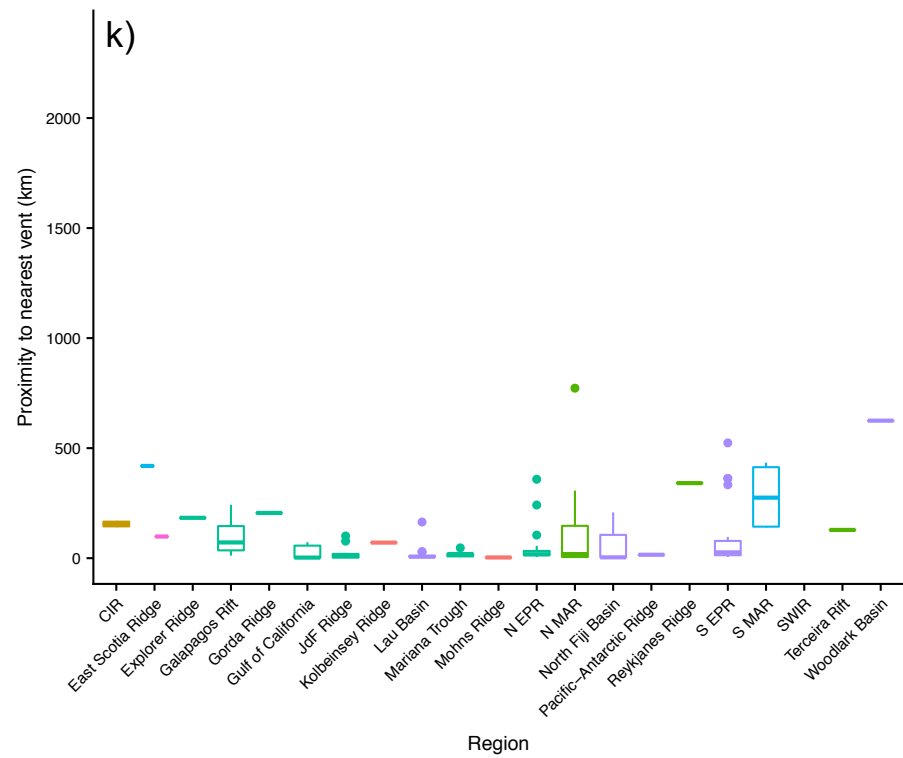 k)
Proximity to nearest vent (km)
2000
1500
1000
500
0
CIR
East Scotia Ridge
Explorer Ridge
Galapagos Rift
Gorda Ridge
Gulf of California
JdF Ridge
Kolbeinsey Ridge
Lau Basin
Mariana Trough
Mohns Ridge
N EPR
N MAR
North Fiji Basin
Pacific−Antarctic Ridge
Reykjanes Ridge
S EPR
S MAR
SWIR
Terceira Rift
Woodlark Basin
Region